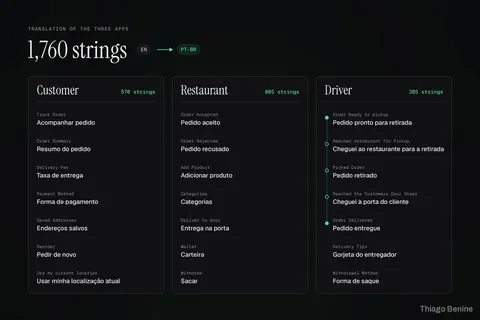 TRANSLATION OF THE THREE APPS
1,760 strings EN PT-BR
Customer 570 strings
Track Order
Acompanhar pedido
Order Summary
Resumo do pedido
Delivery Fee
Taxa de entrega
Payment Method
Forma de pagamento
Saved Addresses
Endereços salvos
Reorder
Pedir de novo
Use my current location
Usar minha localização atual
Restaurant 805 strings
Order Accepted
Pedido aceito
Order Rejected
Pedido recusado
Add Product
Adicionar produto
Categories
Categorias
Deliver to door
Entrega na porta
Wallet
Carteira
Withdraw
Sacar
Driver 385 strings
Order Ready to pickup
Pedido pronto para retirada
Reached restaurant for Pickup
Cheguei ao restaurante para a retirada
Picked Order
Pedido retirado
Reached the Customers Door Steps
Cheguei à porta do cliente
Order Delivered
Pedido entregue
Delivery Tips
Gorjeta do entregador
Withdrawal Method
Forma de saque
Thiago Benine